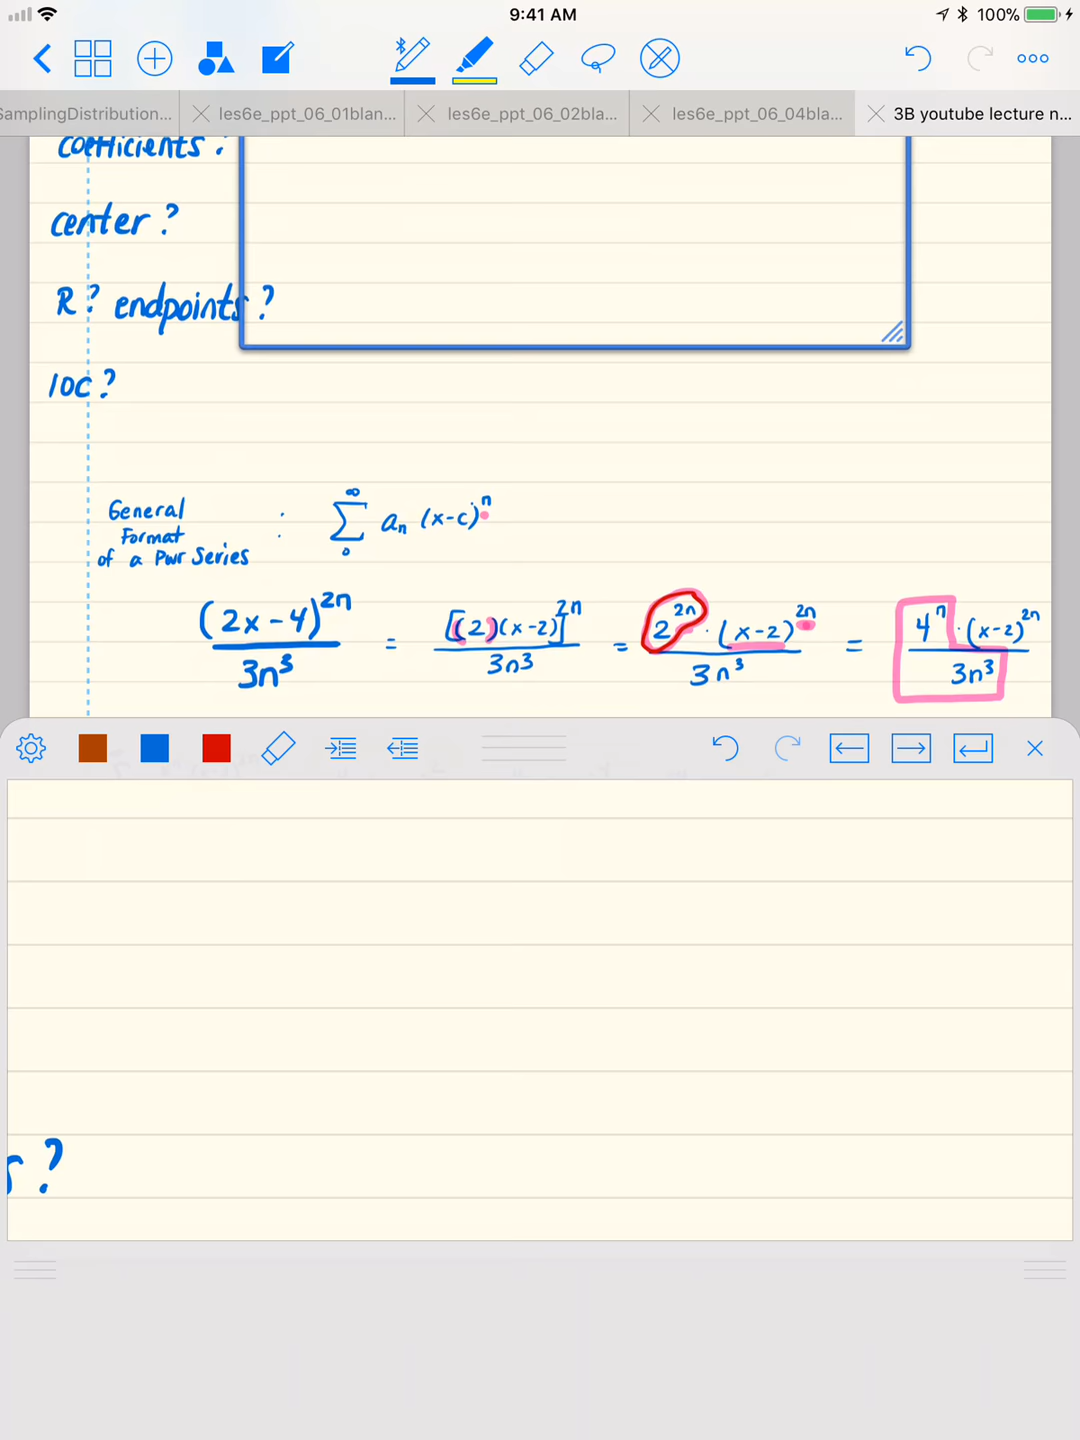 9:41 AM
100%
SamplingDistribution...
les6e_ppt_06_01blan...
les6e_ppt_06_02bla...
les6e_ppt_06_04bla...
3B youtube lecture n...
coefficients?
center?
R? endpoints?
IOC?
General Format of a Pwr Series : ∞ Σ 0 aₙ (x-c)ⁿ
(2x-4)²ⁿ / 3n³ = [(2)(x-2)]²ⁿ / 3n³ = 2²ⁿ · (x-2)²ⁿ / 3n³ = 4ⁿ · (x-2)²ⁿ / 3n³
s?